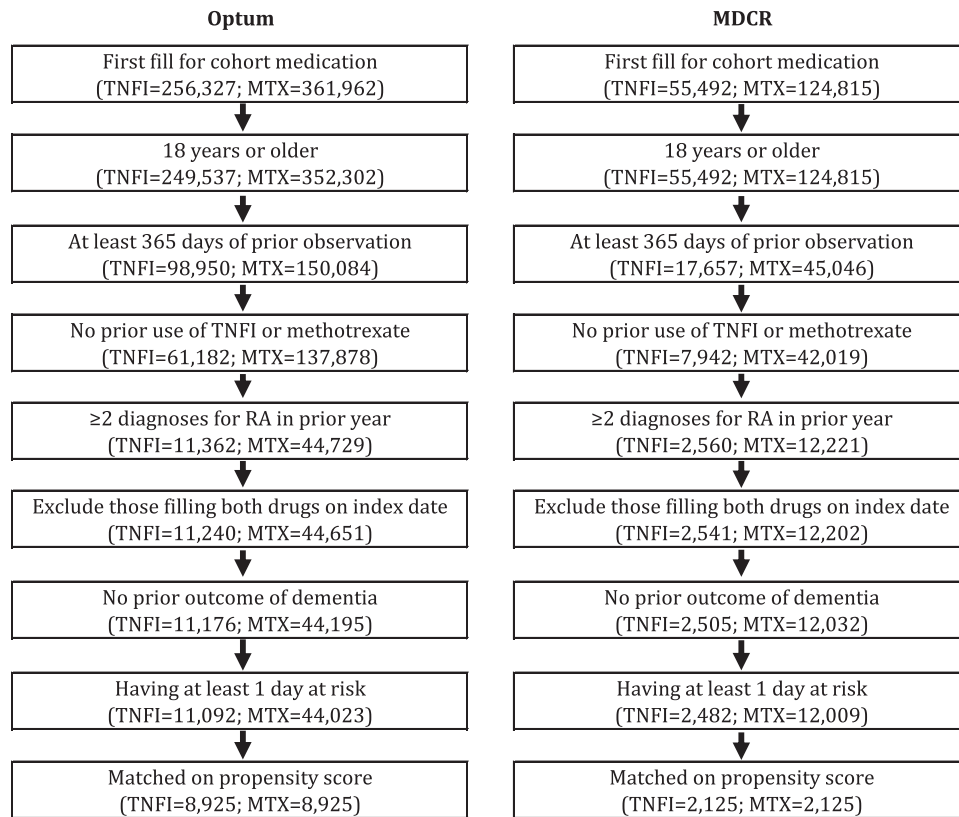 Optum
First fill for cohort medication
(TNFI=256,327; MTX=361,962)
18 years or older
(TNFI=249,537; MTX=352,302)
At least 365 days of prior observation
(TNFI=98,950; MTX=150,084)
No prior use of TNFI or methotrexate
(TNFI=61,182; MTX=137,878)
≥2 diagnoses for RA in prior year
(TNFI=11,362; MTX=44,729)
Exclude those filling both drugs on index date
(TNFI=11,240; MTX=44,651)
No prior outcome of dementia
(TNFI=11,176; MTX=44,195)
Having at least 1 day at risk
(TNFI=11,092; MTX=44,023)
Matched on propensity score
(TNFI=8,925; MTX=8,925)
MDCR
First fill for cohort medication
(TNFI=55,492; MTX=124,815)
18 years or older
(TNFI=55,492; MTX=124,815)
At least 365 days of prior observation
(TNFI=17,657; MTX=45,046)
No prior use of TNFI or methotrexate
(TNFI=7,942; MTX=42,019)
≥2 diagnoses for RA in prior year
(TNFI=2,560; MTX=12,221)
Exclude those filling both drugs on index date
(TNFI=2,541; MTX=12,202)
No prior outcome of dementia
(TNFI=2,505; MTX=12,032)
Having at least 1 day at risk
(TNFI=2,482; MTX=12,009)
Matched on propensity score
(TNFI=2,125; MTX=2,125)